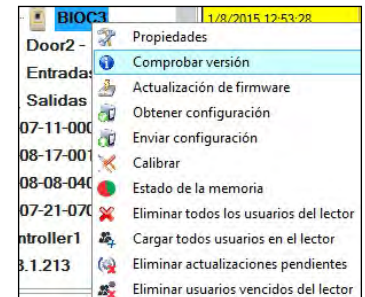 BIOC3 1/8/2015 12:53:28
Door2 -
Entradas
Salidas
07-11-000
08-17-001
08-08-040
07-21-070
ntroller1
3.1.213
Propiedades
Comprobar versión
Actualización de firmware
Obtener configuración
Enviar configuración
Calibrar
Estado de la memoria
Eliminar todos los usuarios del lector
Cargar todos usuarios en el lector
Eliminar actualizaciones pendientes
Eliminar usuarios vencidos del lector